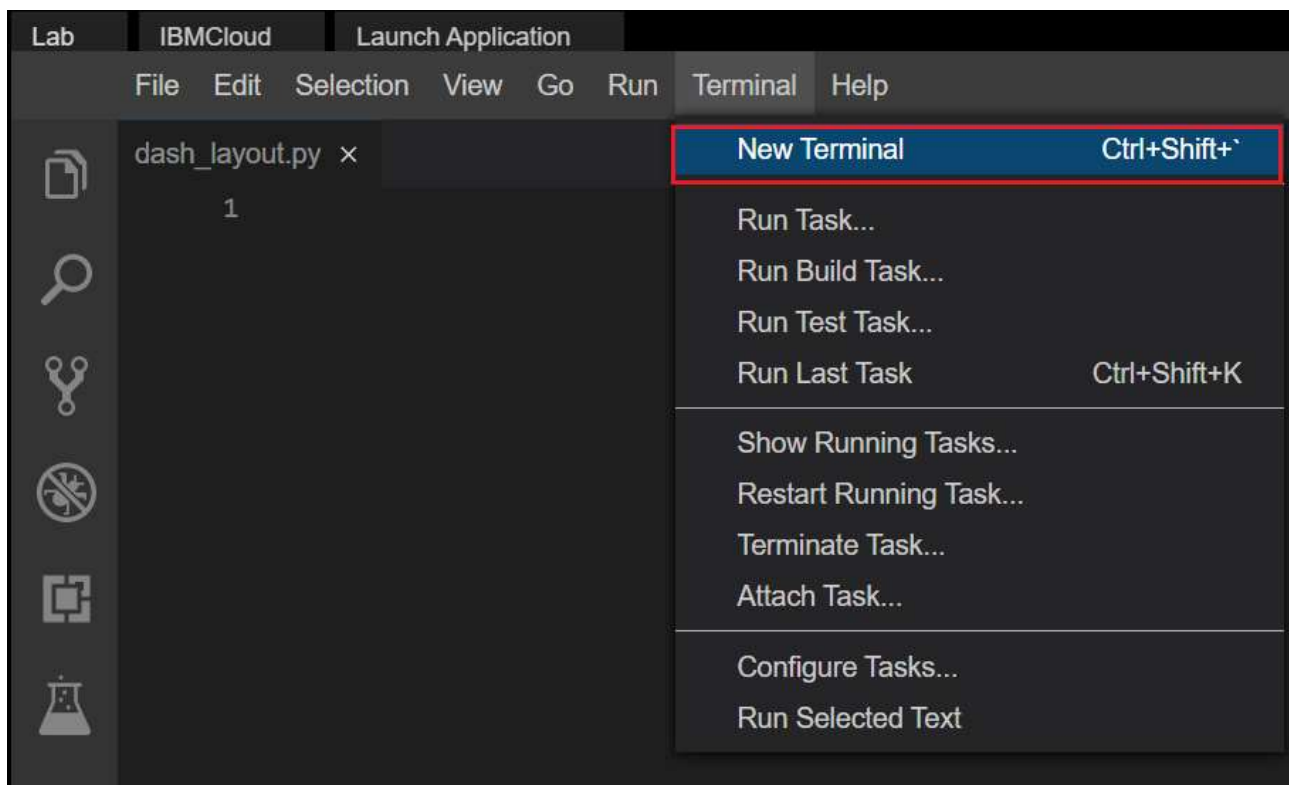 Lab IBMCloud Launch Application
File Edit Selection View Go Run Terminal Help
dash_layout.py ×
1
New Terminal Ctrl+Shift+`
Run Task...
Run Build Task...
Run Test Task...
Run Last Task Ctrl+Shift+K
Show Running Tasks...
Restart Running Task...
Terminate Task...
Attach Task...
Configure Tasks...
Run Selected Text